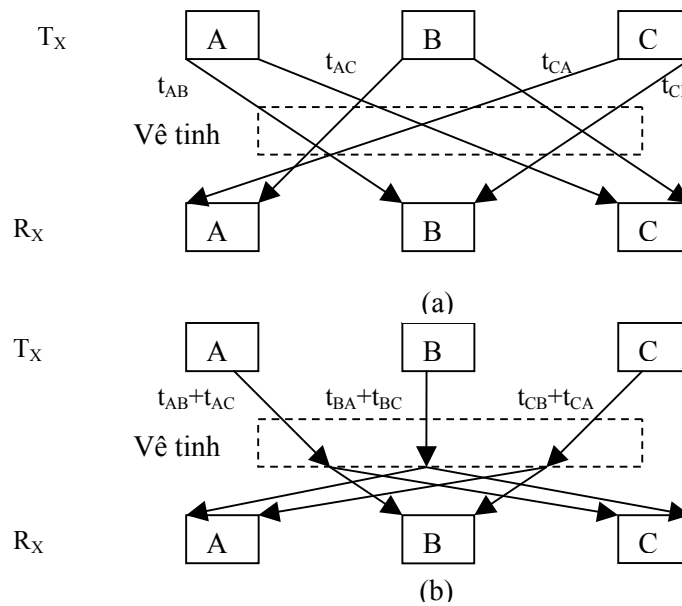 T_X A B C
t_AB t_AC t_CA
Vê tinh
R_X A B C
(a)
T_X A B C
t_AB+t_AC t_BA+t_BC t_CB+t_CA
Vê tinh
R_X A B C
(b)